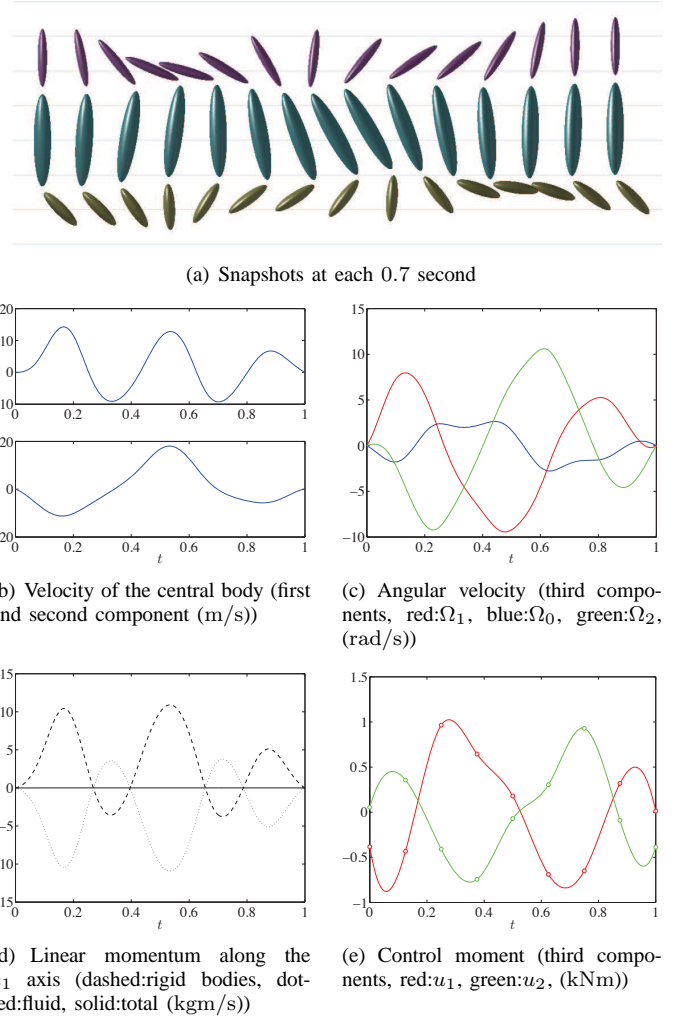 (a) Snapshots at each 0.7 second
20
10
0
10
0 0.2 0.4 0.6 0.8 1
20
0
20
0 0.2 0.4 0.6 0.8 1
t
15
10
5
0
−5
−10
0 0.2 0.4 0.6 0.8 1
t
b) Velocity of the central body (first
nd second component (m/s))
(c) Angular velocity (third compo-
nents, red:Ω₁, blue:Ω₀, green:Ω₂,
(rad/s))
15
10
5
0
−5
10
15
0 0.2 0.4 0.6 0.8 1
t
1.5
1
0.5
0
−0.5
−1
0 0.2 0.4 0.6 0.8 1
t
d) Linear momentum along the
₁ axis (dashed:rigid bodies, dot-
ed:fluid, solid:total (kgm/s))
(e) Control moment (third compo-
nents, red:u₁, green:u₂, (kNm))